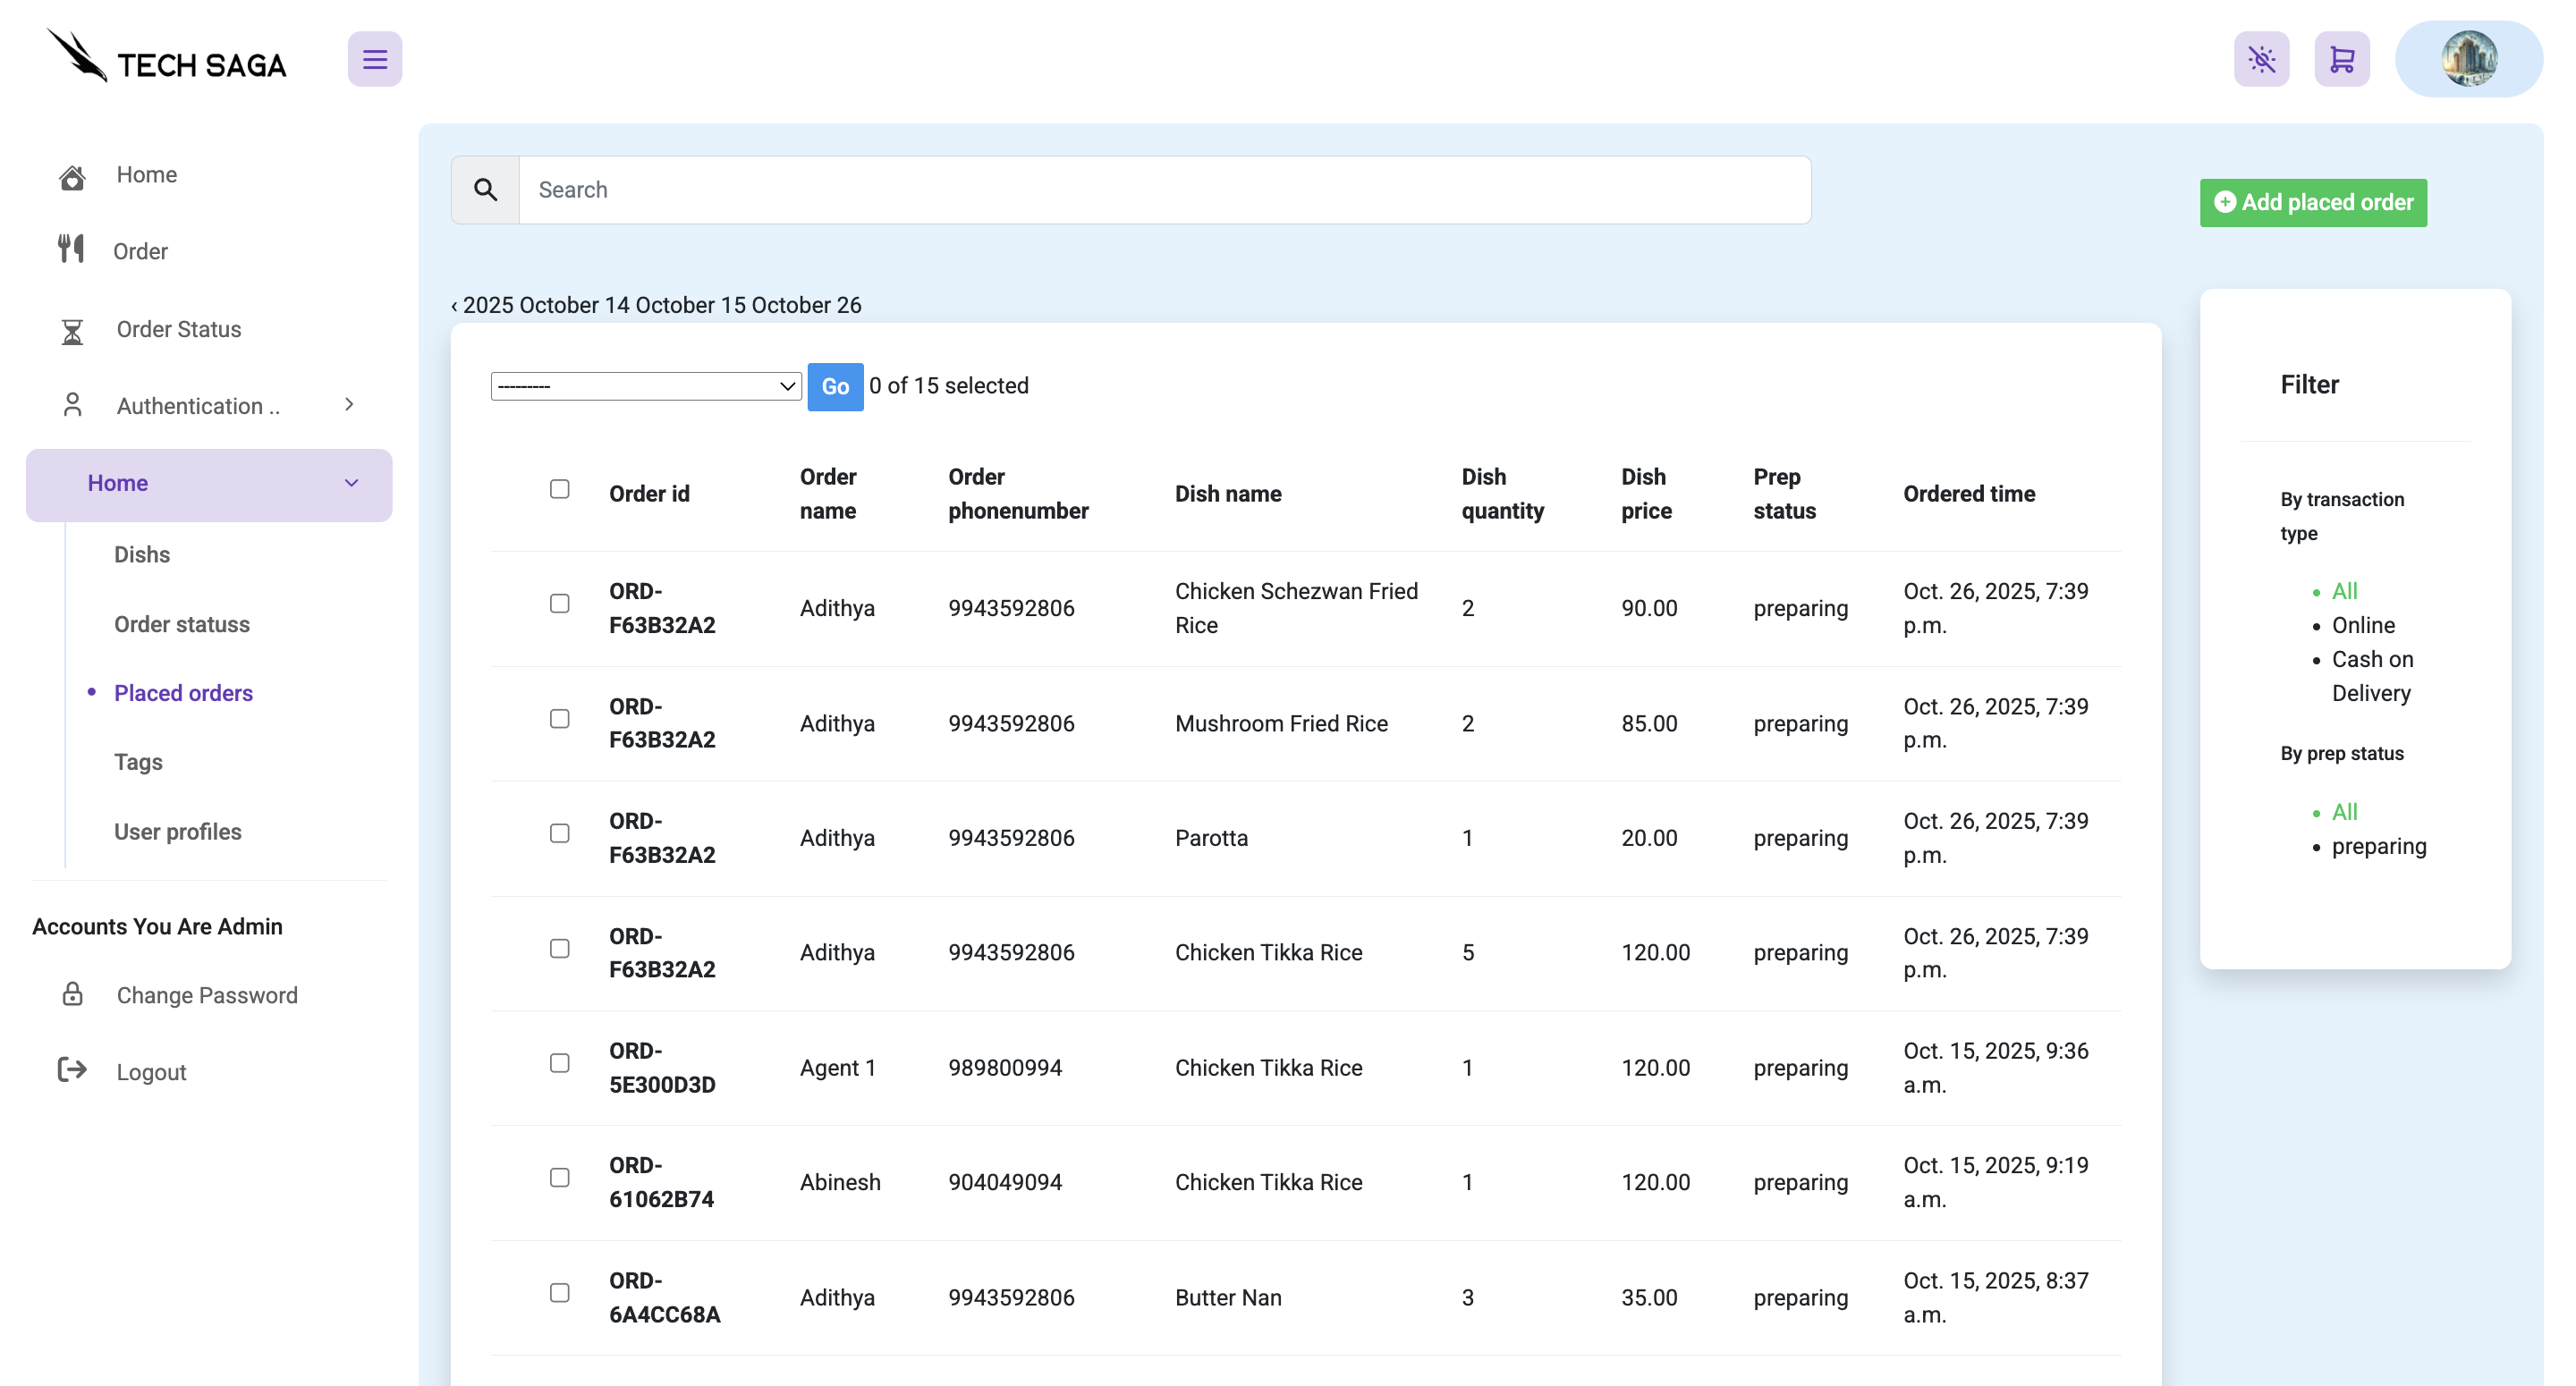 TECH SAGA
Home
Order
Order Status
Authentication ..
Home
Dishs
Order statuss
Placed orders
Tags
User profiles
Accounts You Are Admin
Change Password
Logout
Search
Add placed order
‹ 2025 October 14 October 15 October 26
---------
Go
0 of 15 selected
Order id
Order
name
Order
phonenumber
Dish name
Dish
quantity
Dish
price
Prep
status
Ordered time
ORD-
F63B32A2
Adithya
9943592806
Chicken Schezwan Fried
Rice
2
90.00
preparing
Oct. 26, 2025, 7:39
p.m.
ORD-
F63B32A2
Adithya
9943592806
Mushroom Fried Rice
2
85.00
preparing
Oct. 26, 2025, 7:39
p.m.
ORD-
F63B32A2
Adithya
9943592806
Parotta
1
20.00
preparing
Oct. 26, 2025, 7:39
p.m.
ORD-
F63B32A2
Adithya
9943592806
Chicken Tikka Rice
5
120.00
preparing
Oct. 26, 2025, 7:39
p.m.
ORD-
5E300D3D
Agent 1
989800994
Chicken Tikka Rice
1
120.00
preparing
Oct. 15, 2025, 9:36
a.m.
ORD-
61062B74
Abinesh
904049094
Chicken Tikka Rice
1
120.00
preparing
Oct. 15, 2025, 9:19
a.m.
ORD-
6A4CC68A
Adithya
9943592806
Butter Nan
3
35.00
preparing
Oct. 15, 2025, 8:37
a.m.
Filter
By transaction
type
All
Online
Cash on
Delivery
By prep status
All
preparing